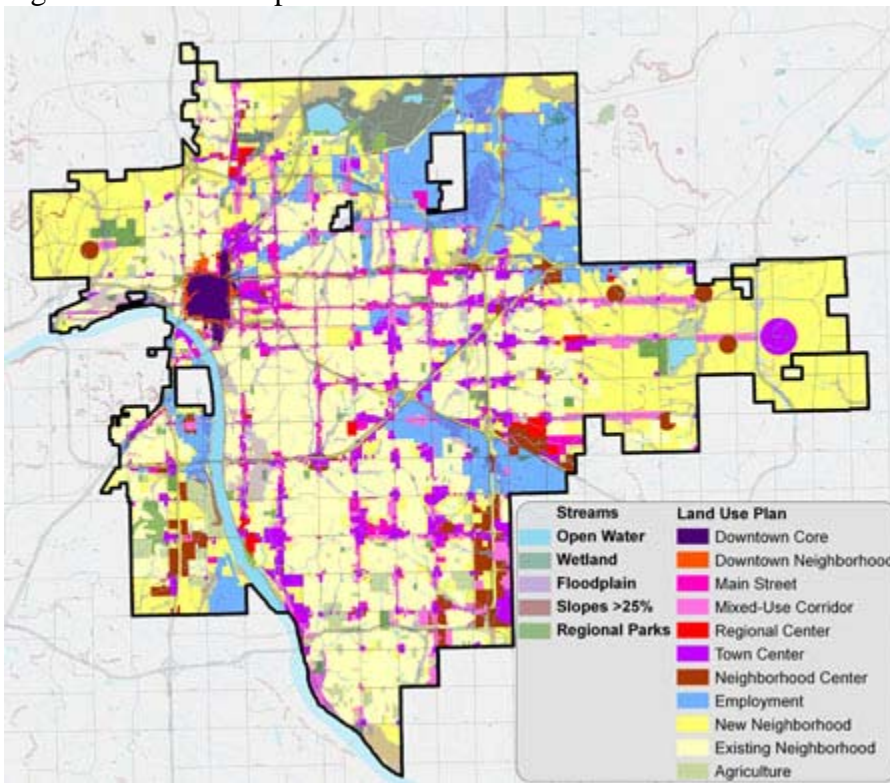 Streams
Open Water
Wetland
Floodplain
Slopes >25%
Regional Parks
Land Use Plan
Downtown Core
Downtown Neighborhood
Main Street
Mixed-Use Corridor
Regional Center
Town Center
Neighborhood Center
Employment
New Neighborhood
Existing Neighborhood
Agriculture